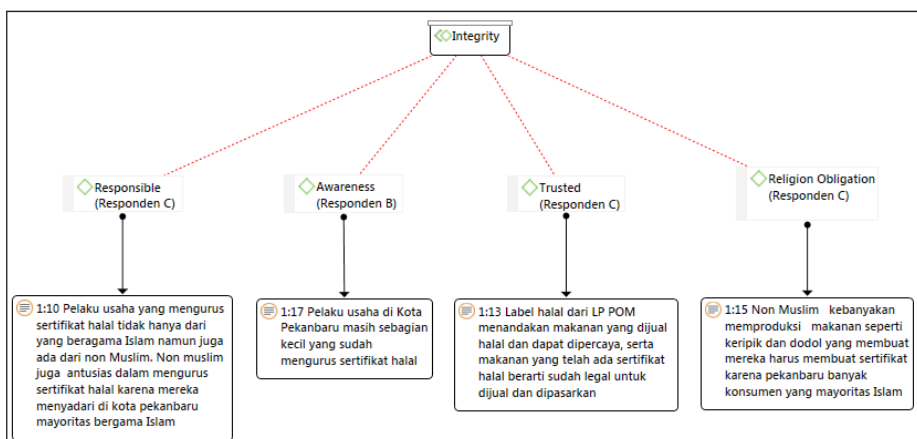 Integrity
Responsible
(Responden C)
Awareness
(Responden B)
Trusted
(Responden C)
Religion Obligation
(Responden C)
1:10 Pelaku usaha yang mengurus
sertifikat halal tidak hanya dari
yang beragama Islam namun juga
ada dari non Muslim. Non muslim
juga antusias dalam mengurus
sertifikat halal karena mereka
menyadari di kota pekanbaru
mayoritas bergama Islam
1:17 Pelaku usaha di Kota
Pekanbaru masih sebagian
kecil yang sudah
mengurus sertifikat halal
1:13 Label halal dari LP POM
menandakan makanan yang dijual
halal dan dapat dipercaya, serta
makanan yang telah ada sertifikat
halal berarti sudah legal untuk
dijual dan dipasarkan
1:15 Non Muslim kebanyakan
memproduksi makanan seperti
keripik dan dodol yang membuat
mereka harus membuat sertifikat
karena pekanbaru banyak
konsumen yang mayoritas Islam